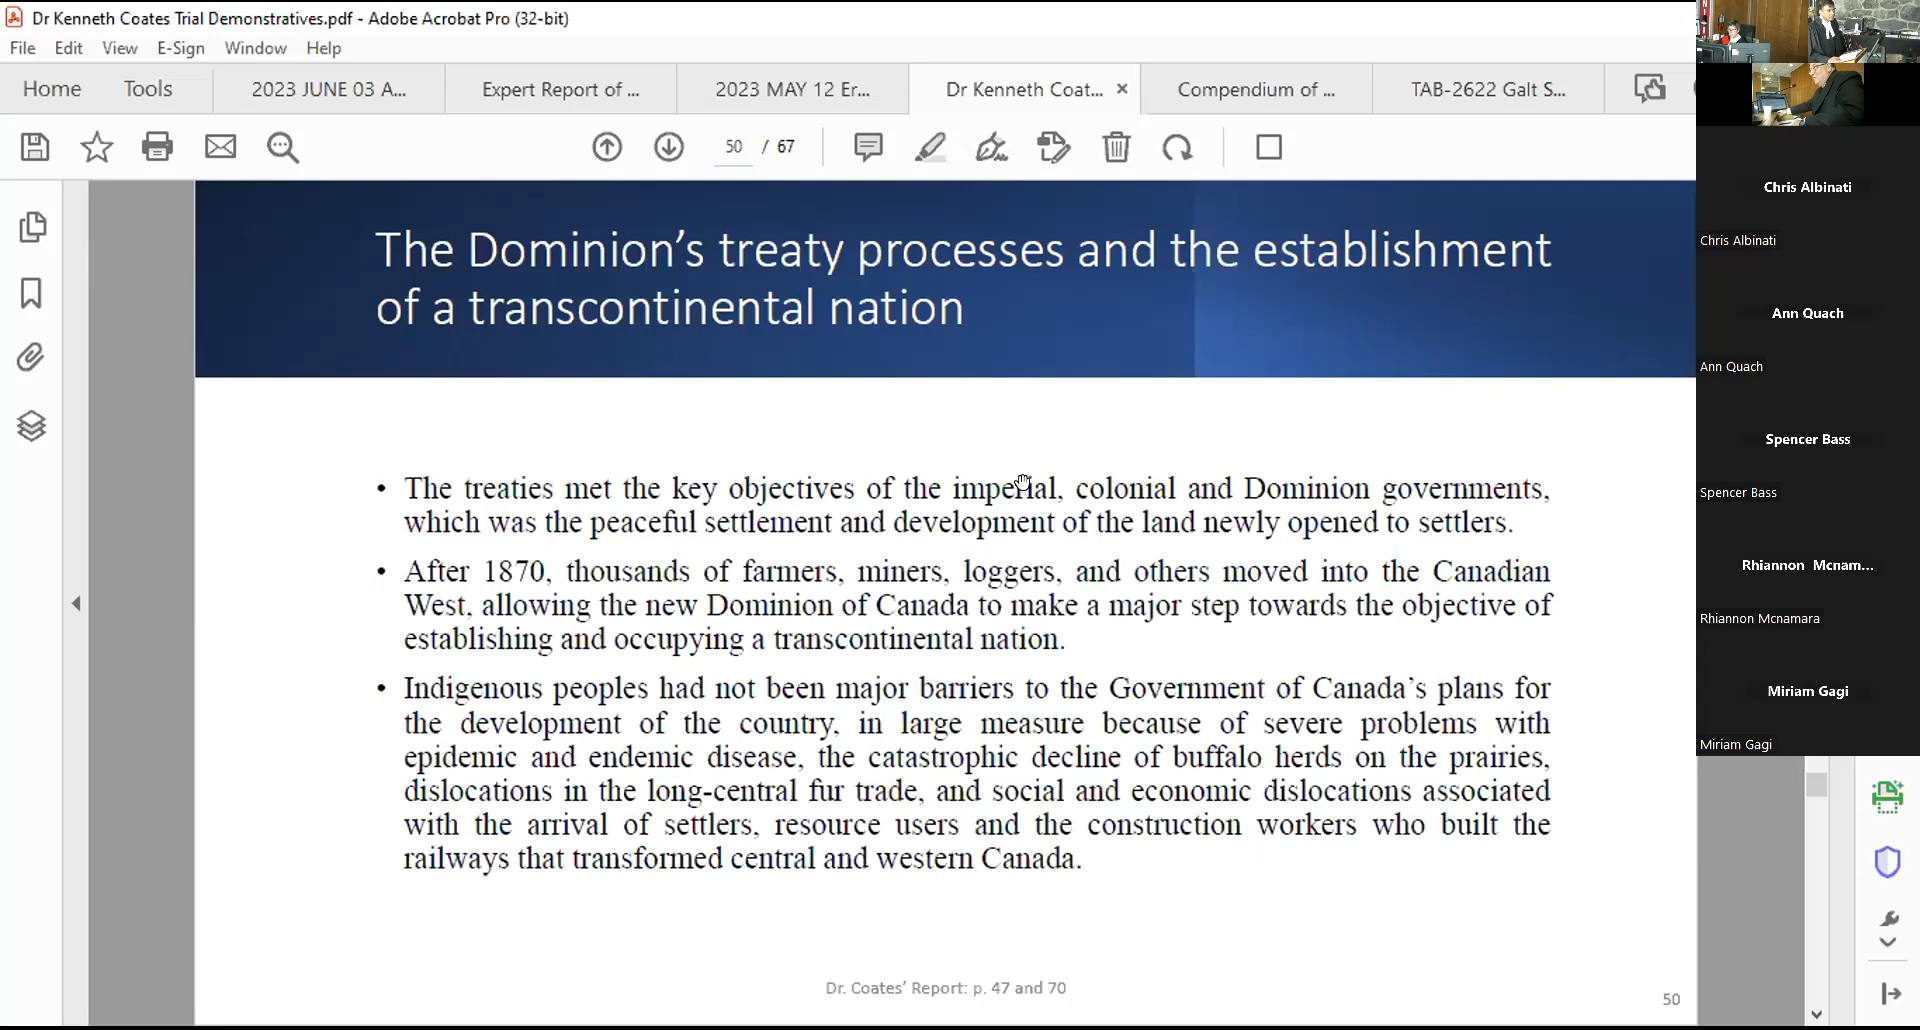 Dr Kenneth Coates Trial Demonstratives.pdf - Adobe Acrobat Pro (32-bit)
File Edit View E-Sign Window Help
Home Tools 2023 JUNE 03 A... Expert Report of ... 2023 MAY 12 Er... Dr Kenneth Coat... × Compendium of ... TAB-2622 Galt S...
50 / 67
The Dominion’s treaty processes and the establishment
of a transcontinental nation
• The treaties met the key objectives of the imperial, colonial and Dominion governments,
which was the peaceful settlement and development of the land newly opened to settlers.
• After 1870, thousands of farmers, miners, loggers, and others moved into the Canadian
West, allowing the new Dominion of Canada to make a major step towards the objective of
establishing and occupying a transcontinental nation.
• Indigenous peoples had not been major barriers to the Government of Canada’s plans for
the development of the country, in large measure because of severe problems with
epidemic and endemic disease, the catastrophic decline of buffalo herds on the prairies,
dislocations in the long-central fur trade, and social and economic dislocations associated
with the arrival of settlers, resource users and the construction workers who built the
railways that transformed central and western Canada.
Dr. Coates’ Report: p. 47 and 70
50
Chris Albinati
Chris Albinati
Ann Quach
Ann Quach
Spencer Bass
Spencer Bass
Rhiannon Mcnam...
Rhiannon Mcnamara
Miriam Gagi
Miriam Gagi